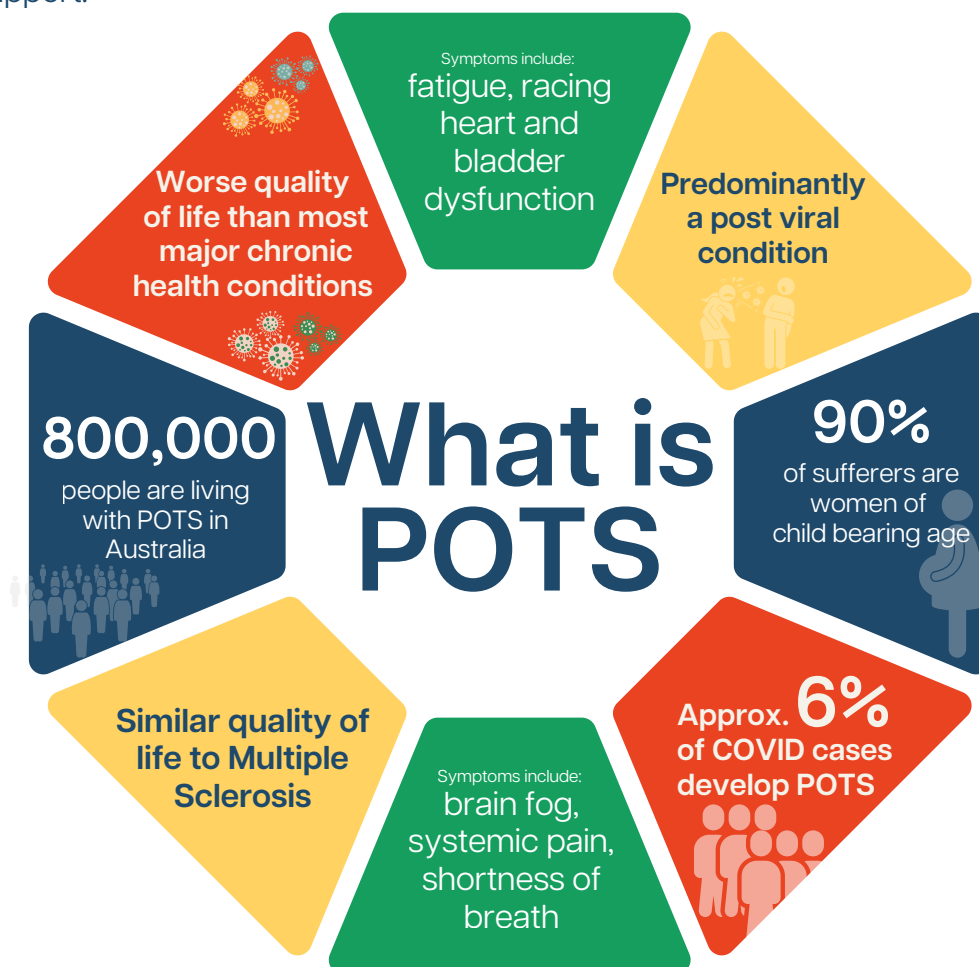 Symptoms include:
fatigue, racing
heart and
bladder
dysfunction
Predominantly
a post viral
condition
90%
of sufferers are
women of
child bearing age
Approx. 6%
of COVID cases
develop POTS
Symptoms include:
brain fog,
systemic pain,
shortness of
breath
Similar quality of
life to Multiple
Sclerosis
800,000
people are living
with POTS in
Australia
Worse quality
of life than most
major chronic
health conditions
What is
POTS